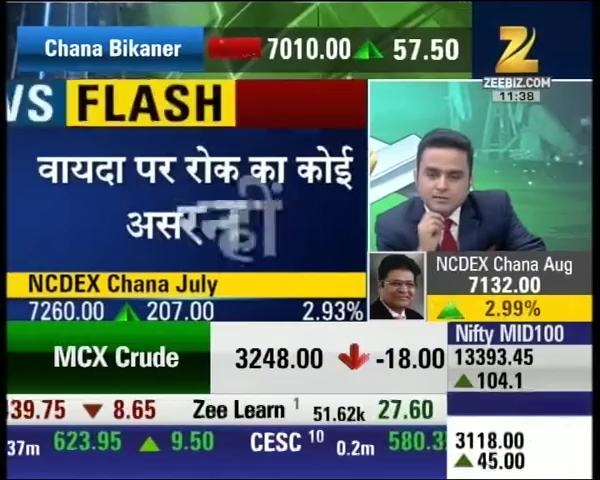 Chana Bikaner 7010.00 57.50
ZEEBIZ.COM
11:38
VS FLASH
वायदा पर रोक का कोई
असर नहीं
NCDEX Chana July
7260.00 207.00 2.93%
NCDEX Chana Aug
7132.00
2.99%
MCX Crude 3248.00 -18.00
Nifty MID100
13393.45
104.1
39.75 8.65 Zee Learn 1 51.62k 27.60
37m 623.95 9.50 CESC 10 0.2m 580.3
3118.00
45.00